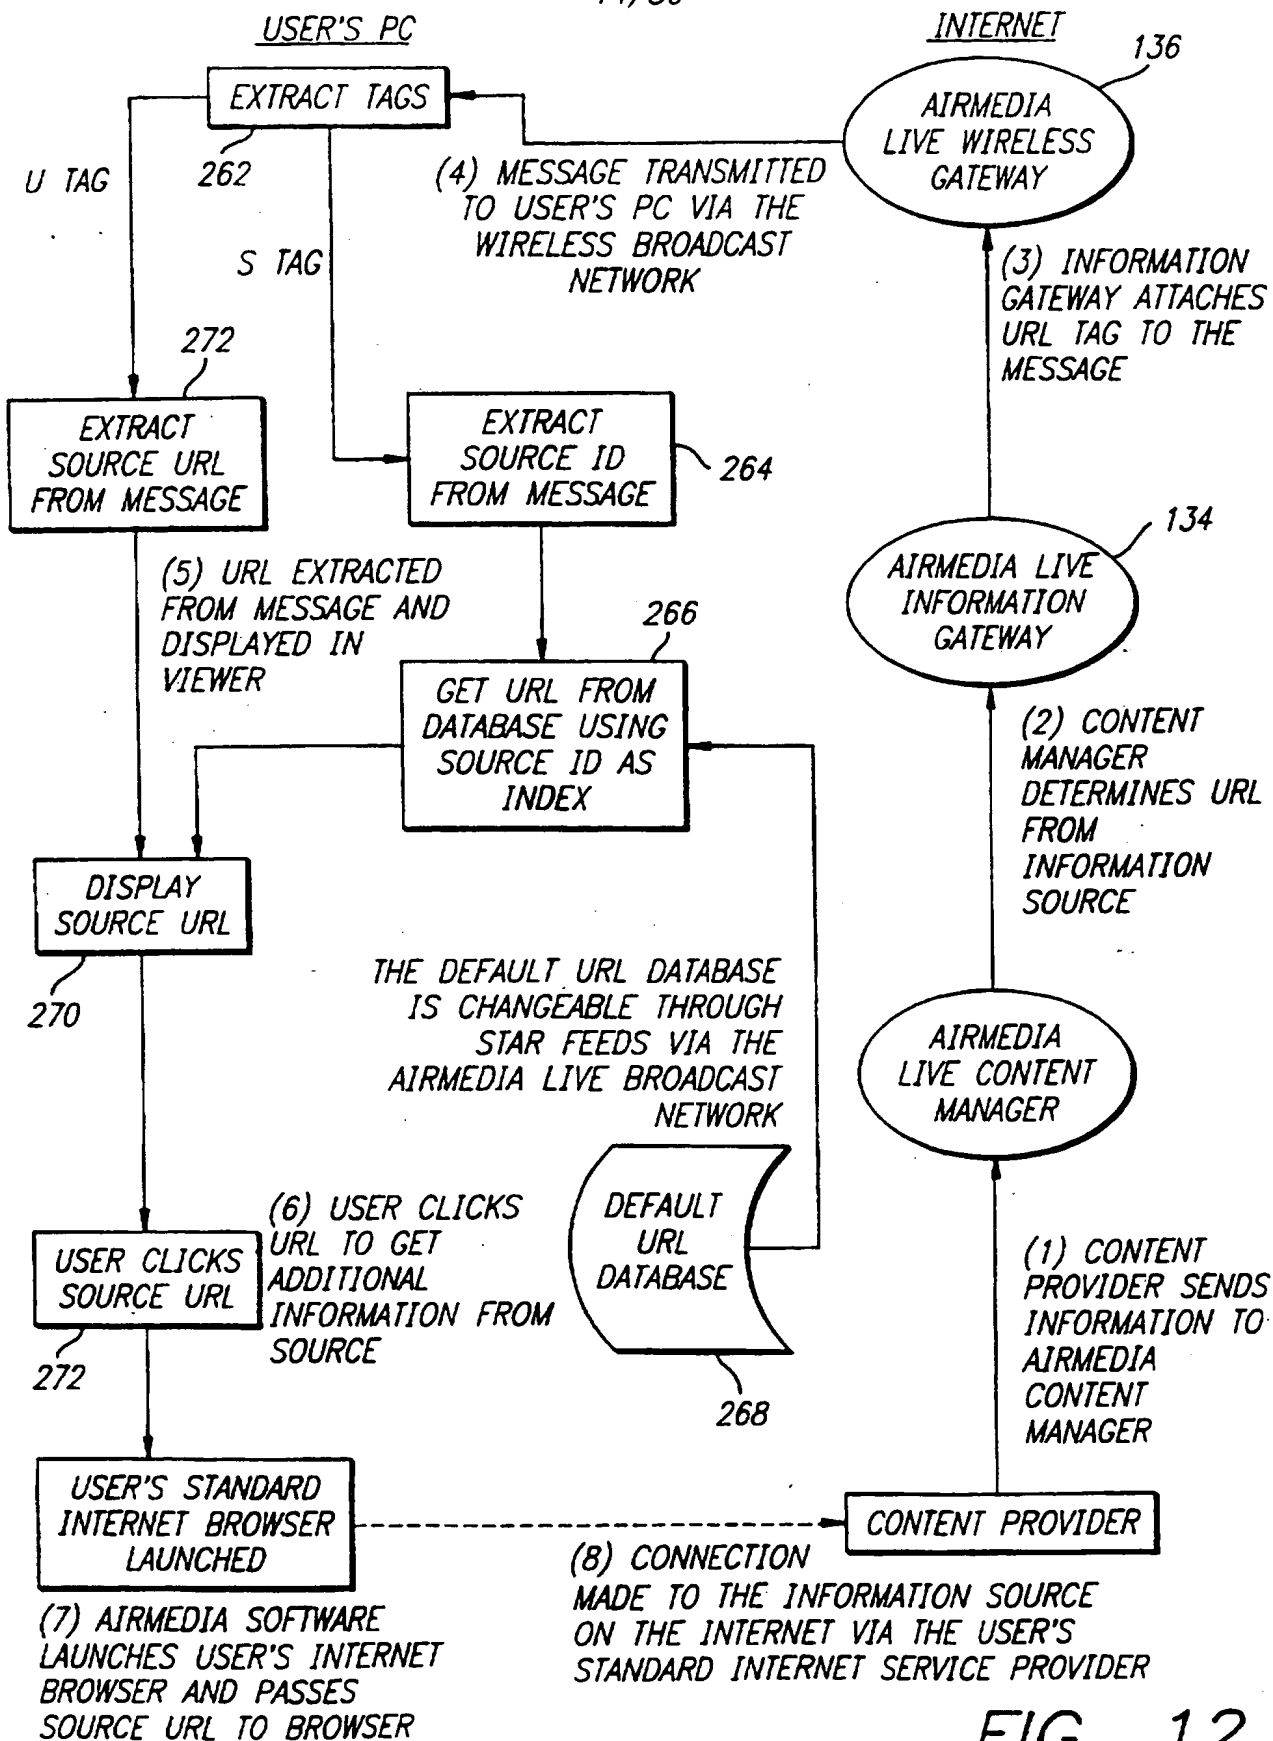 USER'S PC
INTERNET
136
EXTRACT TAGS
262
AIRMEDIA
LIVE WIRELESS
GATEWAY
U TAG
S TAG
(4) MESSAGE TRANSMITTED
TO USER'S PC VIA THE
WIRELESS BROADCAST
NETWORK
(3) INFORMATION
GATEWAY ATTACHES
URL TAG TO THE
MESSAGE
272
EXTRACT
SOURCE URL
FROM MESSAGE
EXTRACT
SOURCE ID
FROM MESSAGE
264
134
AIRMEDIA LIVE
INFORMATION
GATEWAY
(5) URL EXTRACTED
FROM MESSAGE AND
DISPLAYED IN
VIEWER
266
GET URL FROM
DATABASE USING
SOURCE ID AS
INDEX
(2) CONTENT
MANAGER
DETERMINES URL
FROM
INFORMATION
SOURCE
DISPLAY
SOURCE URL
270
THE DEFAULT URL DATABASE
IS CHANGEABLE THROUGH
STAR FEEDS VIA THE
AIRMEDIA LIVE BROADCAST
NETWORK
AIRMEDIA
LIVE CONTENT
MANAGER
DEFAULT
URL
DATABASE
268
(6) USER CLICKS
URL TO GET
ADDITIONAL
INFORMATION FROM
SOURCE
USER CLICKS
SOURCE URL
272
(1) CONTENT
PROVIDER SENDS
INFORMATION TO
AIRMEDIA
CONTENT
MANAGER
USER'S STANDARD
INTERNET BROWSER
LAUNCHED
CONTENT PROVIDER
(7) AIRMEDIA SOFTWARE
LAUNCHES USER'S INTERNET
BROWSER AND PASSES
SOURCE URL TO BROWSER
(8) CONNECTION
MADE TO THE INFORMATION SOURCE
ON THE INTERNET VIA THE USER'S
STANDARD INTERNET SERVICE PROVIDER
FIG. 12